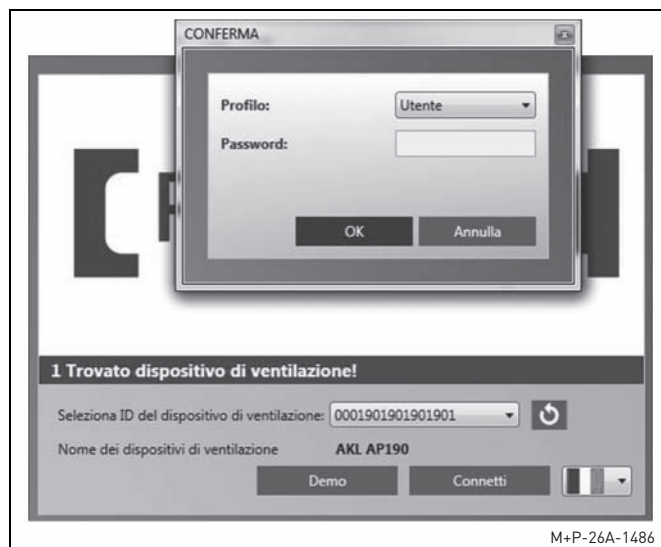 CONFERMA
Profilo: Utente
Password:
OK Annulla
1 Trovato dispositivo di ventilazione!
Seleziona ID del dispositivo di ventilazione: 0001901901901901
Nome dei dispositivi di ventilazione AKL AP190
Demo Connetti
M+P-26A-1486